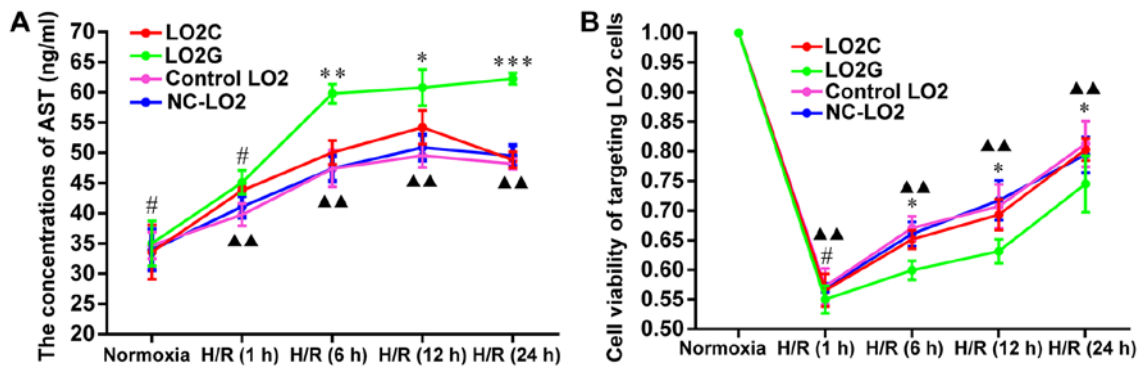 A
The concentrations of AST (ng/ml)
70
65
60
55
50
45
40
35
30
25
20
LO2C
LO2G
Control LO2
NC-LO2
#
#
**
*
***
▲▲
▲▲
▲▲
▲▲
Normoxia H/R (1 h) H/R (6 h) H/R (12 h) H/R (24 h)
B
Cell viability of targeting LO2 cells
1.00
0.95
0.90
0.85
0.80
0.75
0.70
0.65
0.60
0.55
0.50
LO2C
LO2G
Control LO2
NC-LO2
▲▲
#
▲▲
*
▲▲
*
▲▲
*
Normoxia H/R (1 h) H/R (6 h) H/R (12 h) H/R (24 h)